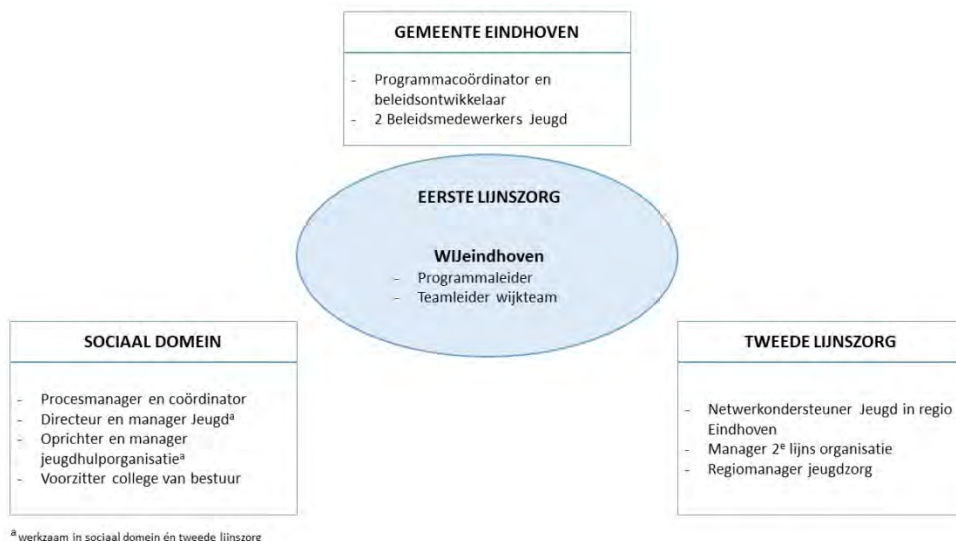 GEMEENTE EINDHOVEN
- Programmacoördinator en
beleidsontwikkelaar
- 2 Beleidsmedewerkers Jeugd
EERSTE LIJNSZORG
WIJeindhoven
- Programmaleider
- Teamleider wijkteam
SOCIAAL DOMEIN
- Procesmanager en coördinator
- Directeur en manager Jeugdᵃ
- Oprichter en manager
jeugdhulporganisatieᵃ
- Voorzitter college van bestuur
TWEEDE LIJNSZORG
- Netwerkondersteuner Jeugd in regio
Eindhoven
- Manager 2ᵉ lijns organisatie
- Regiomanager jeugdzorg
ᵃ werkzaam in sociaal domein én tweede lijnszorg